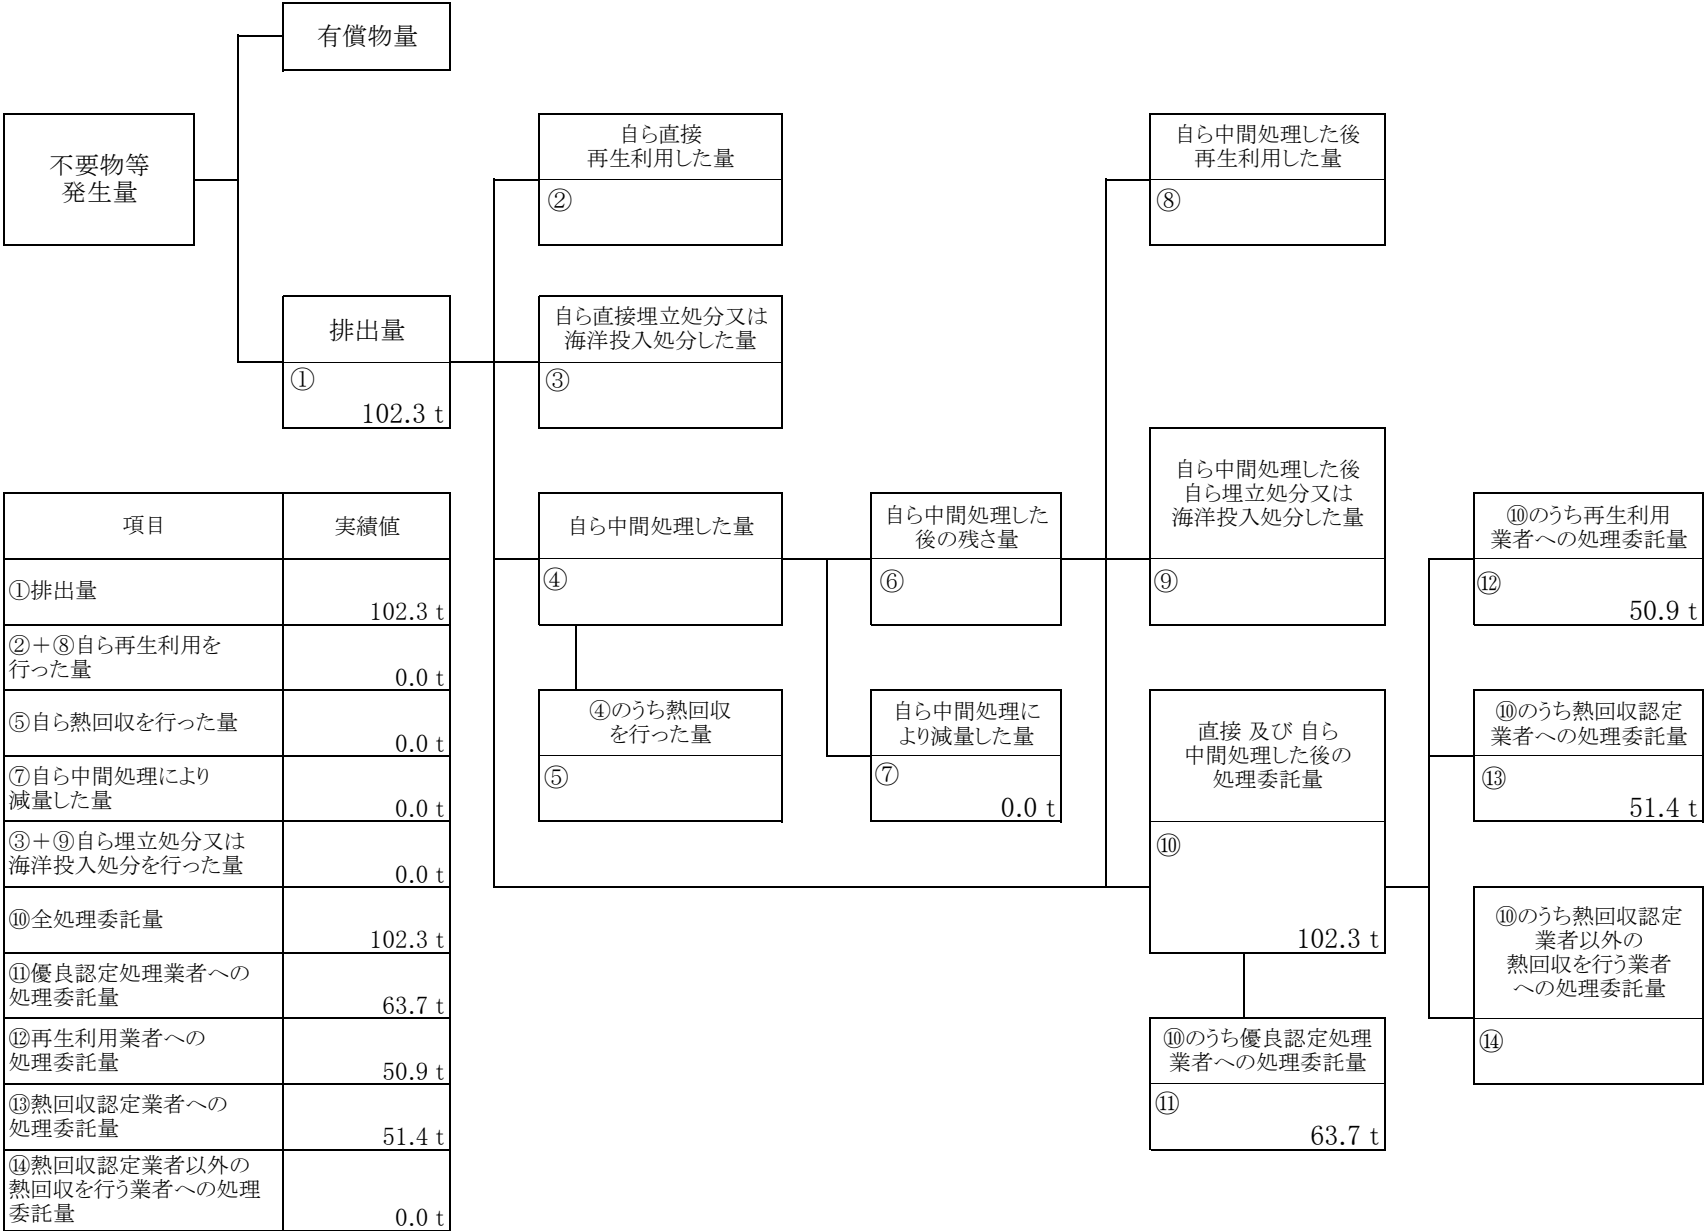 有償物量
不要物等
発生量
自ら直接
再生利用した量
②
自ら中間処理した後
再生利用した量
⑧
排出量
①
102.3 t
自ら直接埋立処分又は
海洋投入処分した量
③
自ら中間処理した量
④
自ら中間処理した
後の残さ量
⑥
自ら中間処理した後
自ら埋立処分又は
海洋投入処分した量
⑨
⑩のうち再生利用
業者への処理委託量
⑫
50.9 t
④のうち熱回収
を行った量
⑤
自ら中間処理に
より減量した量
⑦
0.0 t
直接 及び 自ら
中間処理した後の
処理委託量
⑩
102.3 t
⑩のうち熱回収認定
業者への処理委託量
⑬
51.4 t
⑩のうち熱回収認定
業者以外の
熱回収を行う業者
への処理委託量
⑭
⑩のうち優良認定処理
業者への処理委託量
⑪
63.7 t
項目 実績値
①排出量
102.3 t
②+⑧自ら再生利用を
行った量
0.0 t
⑤自ら熱回収を行った量
0.0 t
⑦自ら中間処理により
減量した量
0.0 t
③+⑨自ら埋立処分又は
海洋投入処分を行った量
0.0 t
⑩全処理委託量
102.3 t
⑪優良認定処理業者への
処理委託量
63.7 t
⑫再生利用業者への
処理委託量
50.9 t
⑬熱回収認定業者への
処理委託量
51.4 t
⑭熱回収認定業者以外の
熱回収を行う業者への処理
委託量
0.0 t